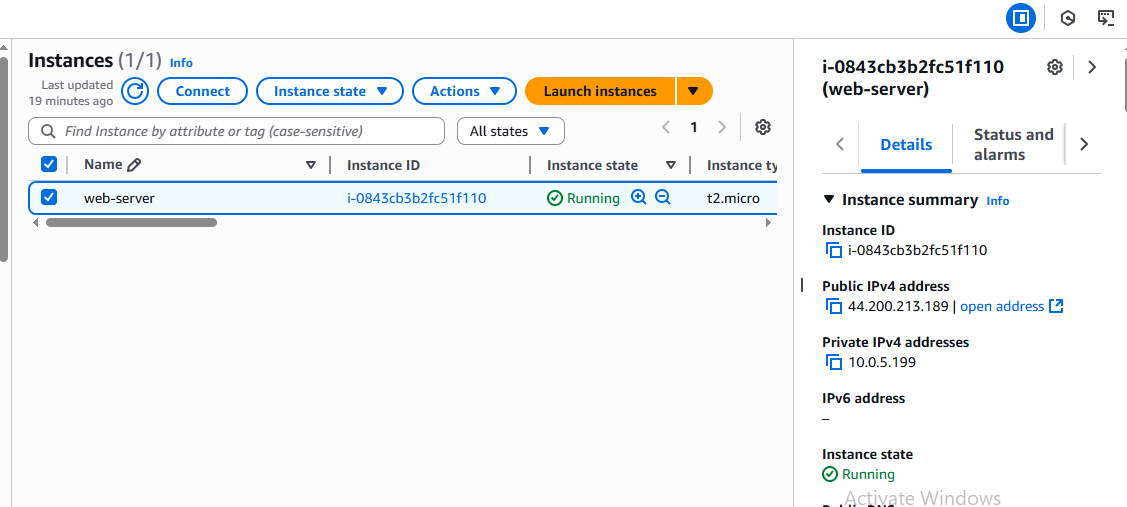 Instances (1/1) Info
Last updated
19 minutes ago
Connect
Instance state
Actions
Launch instances
Find Instance by attribute or tag (case-sensitive)
All states
1
Name
Instance ID
Instance state
Instance ty
web-server
i-0843cb3b2fc51f110
Running
t2.micro
i-0843cb3b2fc51f110
(web-server)
Details
Status and
alarms
Instance summary Info
Instance ID
i-0843cb3b2fc51f110
Public IPv4 address
44.200.213.189 | open address
Private IPv4 addresses
10.0.5.199
IPv6 address
–
Instance state
Running
Activate Windows